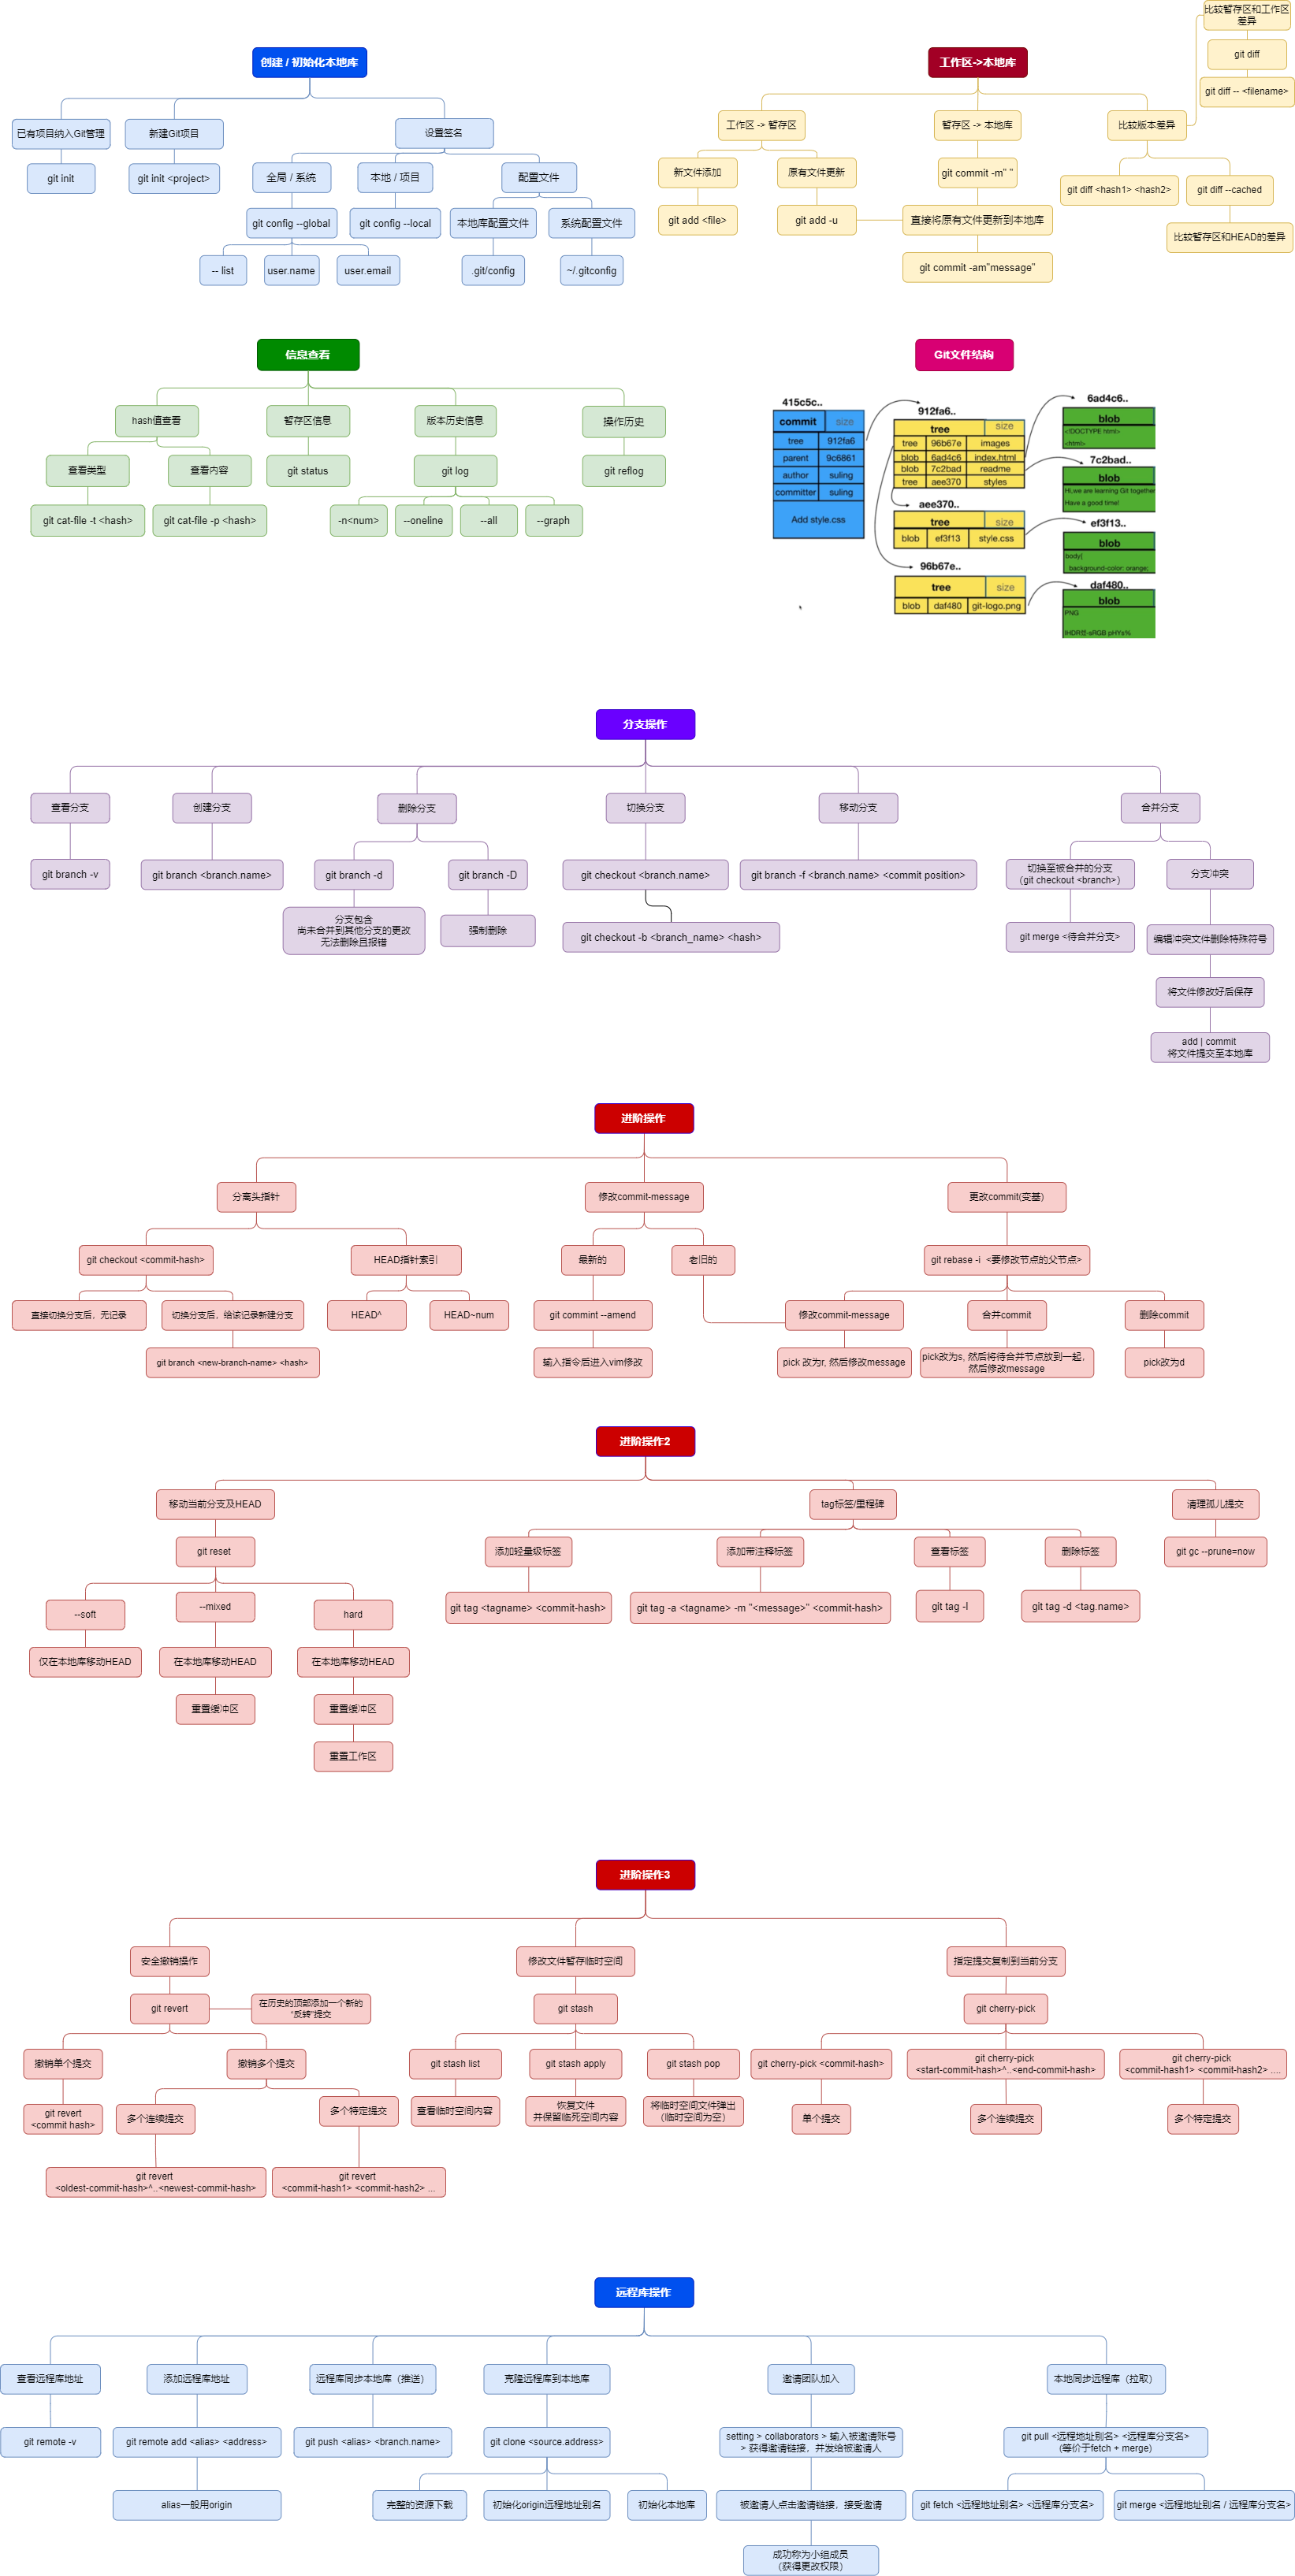 创建 / 初始化本地库
已有项目纳入Git管理
新建Git项目
设置签名
git init
git init <project>
全局 / 系统
本地 / 项目
配置文件
git config --global
git config --local
本地库配置文件
系统配置文件
-- list
user.name
user.email
.git/config
~/.gitconfig
比较暂存区和工作区
差异
git diff
git diff -- <filename>
工作区->本地库
工作区 -> 暂存区
暂存区 -> 本地库
比较版本差异
新文件添加
原有文件更新
git commit -m" "
git diff <hash1> <hash2>
git diff --cached
git add <file>
git add -u
直接将原有文件更新到本地库
比较暂存区和HEAD的差异
git commit -am"message"
信息查看
hash值查看
暂存区信息
版本历史信息
操作历史
查看类型
查看内容
git status
git log
git reflog
git cat-file -t <hash>
git cat-file -p <hash>
-n<num>
--oneline
--all
--graph
Git文件结构
415c5c..
commit size
tree 912fa6
parent 9c6861
author suling
committer suling
Add style.css
912fa6..
tree size
tree 96b67e images
blob 6ad4c6 index.html
blob 7c2bad readme
tree aee370 styles
aee370..
tree size
blob ef3f13 style.css
96b67e..
tree size
blob daf480 git-logo.png
6ad4c6..
blob
<!DOCTYPE html>
<html>
7c2bad..
blob
Hi,we are learning Git together
Have a good time!
ef3f13..
blob
body{
background-color: orange;
daf480..
blob
PNG
分支操作
查看分支
创建分支
删除分支
切换分支
移动分支
合并分支
git branch -v
git branch <branch.name>
git branch -d
git branch -D
git checkout <branch.name>
git branch -f <branch.name> <commit position>
切换至被合并的分支
（git checkout <branch>）
分支冲突
分支包含
尚未合并到其他分支的更改
无法删除且报错
强制删除
git checkout -b <branch_name> <hash>
git merge <待合并分支>
编辑冲突文件删除特殊符号
将文件修改好后保存
add | commit
将文件提交至本地库
进阶操作
分离头指针
修改commit-message
更改commit(变基)
git checkout <commit-hash>
HEAD指针索引
最新的
老旧的
git rebase -i <要修改节点的父节点>
直接切换分支后，无记录
切换分支后，给该记录新建分支
HEAD^
HEAD~num
git commint --amend
修改commit-message
合并commit
删除commit
git branch <new-branch-name> <hash>
输入指令后进入vim修改
pick 改为r, 然后修改message
pick改为s, 然后将待合并节点放到一起，
然后修改message
pick改为d
进阶操作2
移动当前分支及HEAD
tag标签/里程碑
清理孤儿提交
git reset
添加轻量级标签
添加带注释标签
查看标签
删除标签
git gc --prune=now
--soft
--mixed
hard
git tag <tagname> <commit-hash>
git tag -a <tagname> -m "<message>" <commit-hash>
git tag -l
git tag -d <tag.name>
仅在本地库移动HEAD
在本地库移动HEAD
在本地库移动HEAD
重置缓冲区
重置缓冲区
重置工作区
进阶操作3
安全撤销操作
修改文件暂存临时空间
指定提交复制到当前分支
git revert
在历史的顶部添加一个新的
“反转”提交
git stash
git cherry-pick
撤销单个提交
撤销多个提交
git stash list
git stash apply
git stash pop
git cherry-pick <commit-hash>
git cherry-pick
<start-commit-hash>^..<end-commit-hash>
git cherry-pick
<commit-hash1> <commit-hash2> ....
git revert
<commit hash>
多个连续提交
多个特定提交
查看临时空间内容
恢复文件
并保留临死空间内容
将临时空间文件弹出
（临时空间为空）
单个提交
多个连续提交
多个特定提交
git revert
<oldest-commit-hash>^..<newest-commit-hash>
git revert
<commit-hash1> <commit-hash2> ...
远程库操作
查看远程库地址
添加远程库地址
远程库同步本地库（推送）
克隆远程库到本地库
邀请团队加入
本地同步远程库（拉取）
git remote -v
git remote add <alias> <address>
git push <alias> <branch.name>
git clone <source.address>
setting > collaborators > 输入被邀请账号
> 获得邀请链接，并发给被邀请人
git pull <远程地址别名> <远程库分支名>
(等价于fetch + merge)
alias一般用origin
完整的资源下载
初始化origin远程地址别名
初始化本地库
被邀请人点击邀请链接，接受邀请
git fetch <远程地址别名> <远程库分支名>
git merge <远程地址别名 / 远程库分支名>
成功称为小组成员
（获得更改权限）